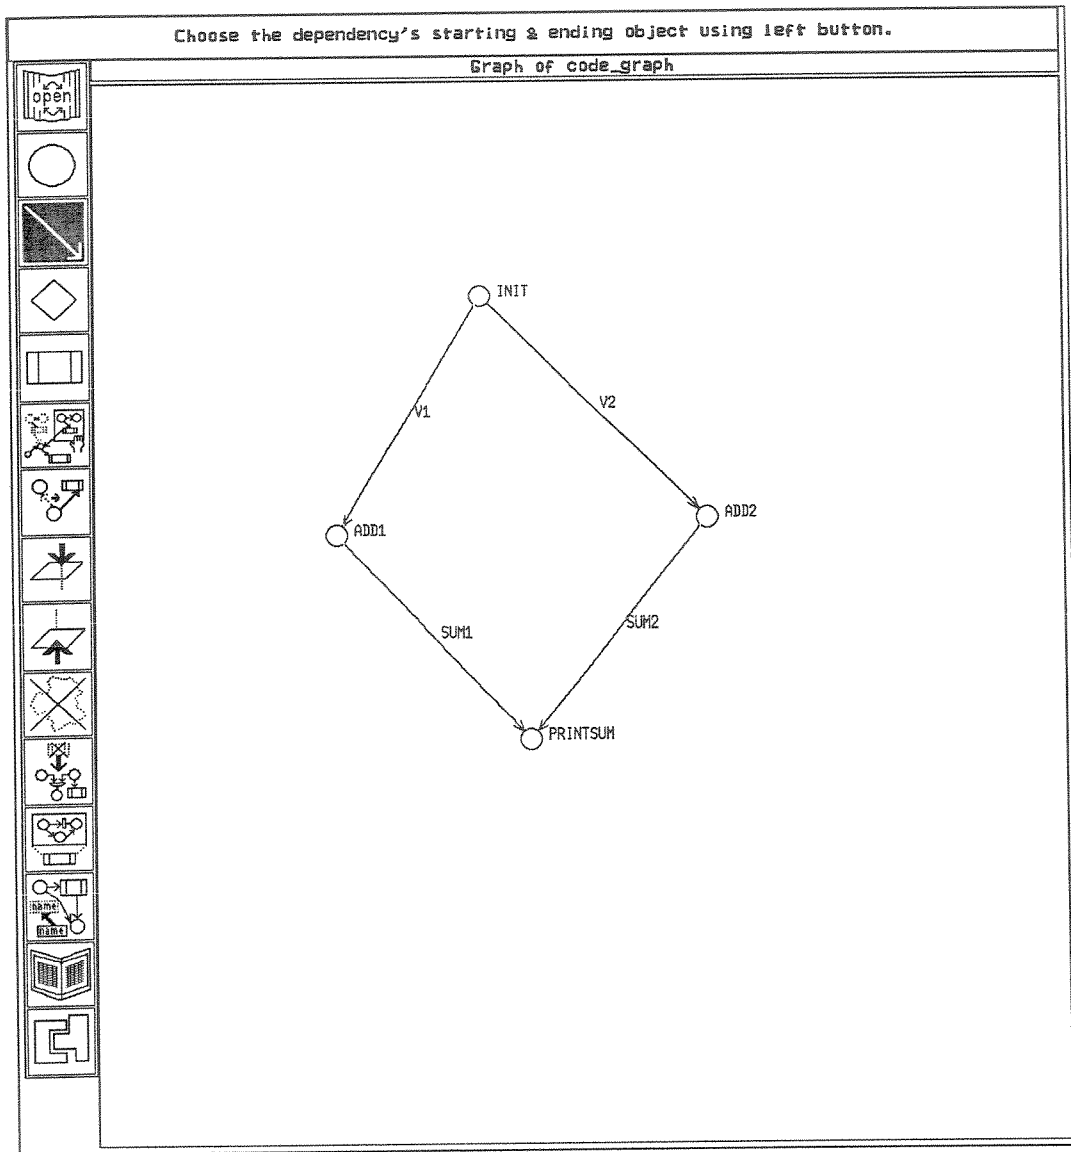 Choose the dependency's starting & ending object using left button.
Graph of code_graph
open
INIT
V1
V2
ADD1
ADD2
SUM1
SUM2
PRINTSUM
name
name